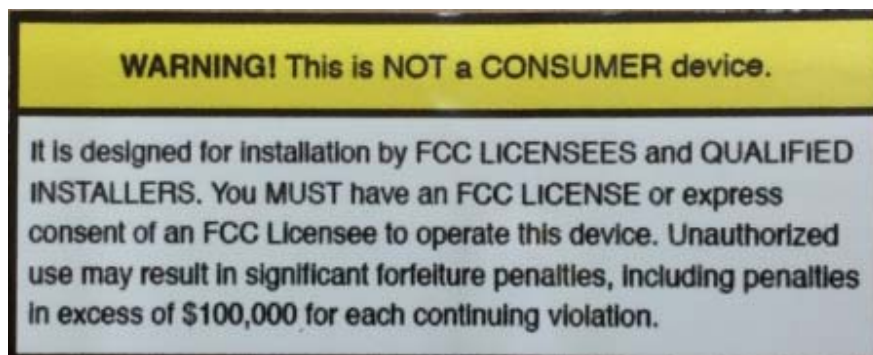 WARNING! This is NOT a CONSUMER device.
It is designed for installation by FCC LICENSEES and QUALIFIED
INSTALLERS. You MUST have an FCC LICENSE or express
consent of an FCC Licensee to operate this device. Unauthorized
use may result in significant forfeiture penalties, including penalties
in excess of $100,000 for each continuing violation.